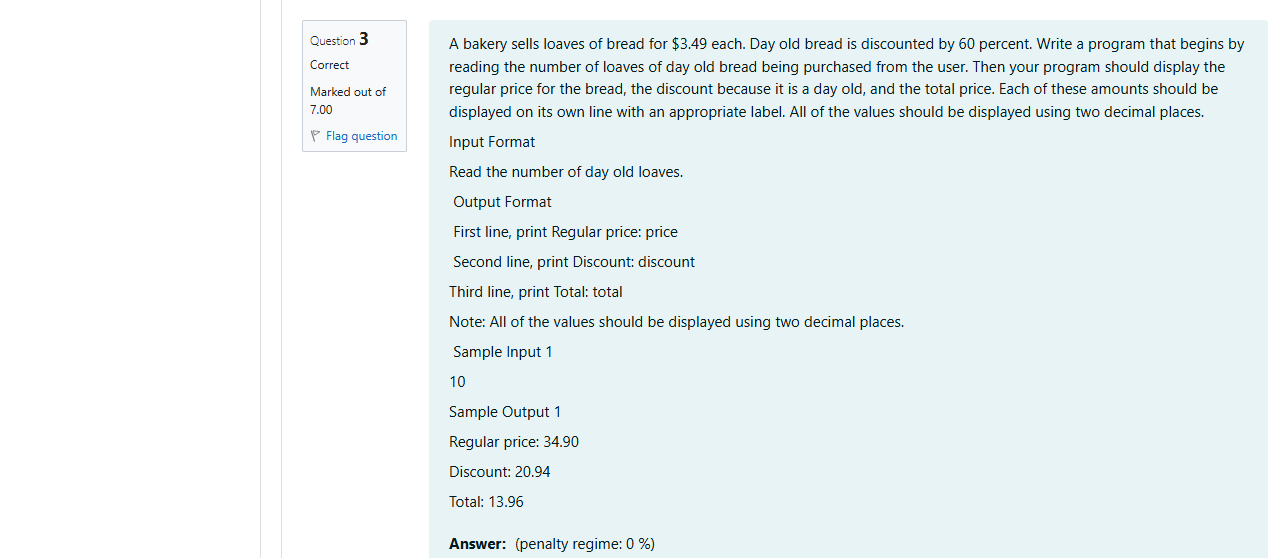 Question 3
Correct
Marked out of
7.00
Flag question
A bakery sells loaves of bread for $3.49 each. Day old bread is discounted by 60 percent. Write a program that begins by
reading the number of loaves of day old bread being purchased from the user. Then your program should display the
regular price for the bread, the discount because it is a day old, and the total price. Each of these amounts should be
displayed on its own line with an appropriate label. All of the values should be displayed using two decimal places.
Input Format
Read the number of day old loaves.
Output Format
First line, print Regular price: price
Second line, print Discount: discount
Third line, print Total: total
Note: All of the values should be displayed using two decimal places.
Sample Input 1
10
Sample Output 1
Regular price: 34.90
Discount: 20.94
Total: 13.96
Answer: (penalty regime: 0 %)